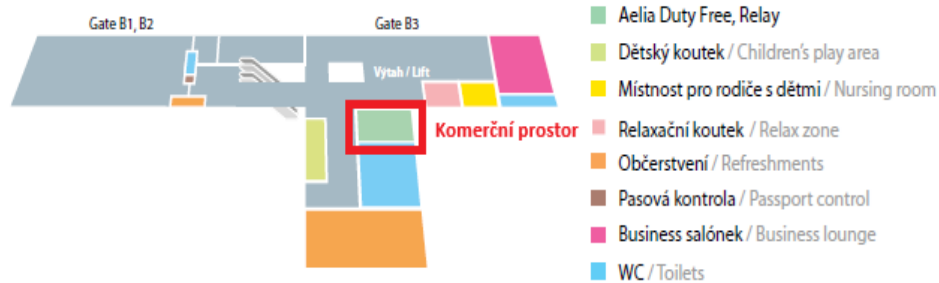 Gate B1, B2
Gate B3
Výtah / Lift
Komerční prostor
Aelia Duty Free, Relay
Dětský koutek / Children's play area
Místnost pro rodiče s dětmi / Nursing room
Relaxační koutek / Relax zone
Občerstvení / Refreshments
Pasová kontrola / Passport control
Business salónek / Business lounge
WC / Toilets